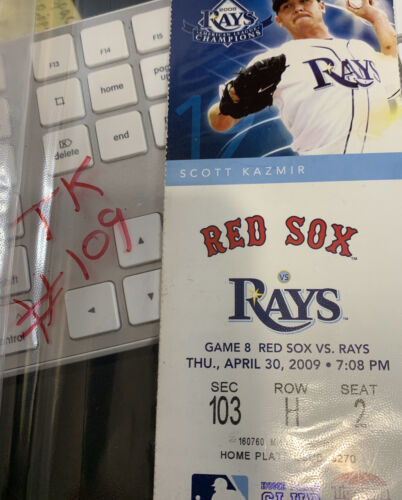 F13
F14
F15
home
delete
end
TK
#109
2008
RAYS
AMERICAN LEAGUE
CHAMPIONS
RAYS
SCOTT KAZMIR
RED SOX
VS
RAYS
GAME 8 RED SOX VS. RAYS
THU., APRIL 30, 2009 • 7:08 PM
SEC ROW SEAT
103 H 2
160760
HOME PLA